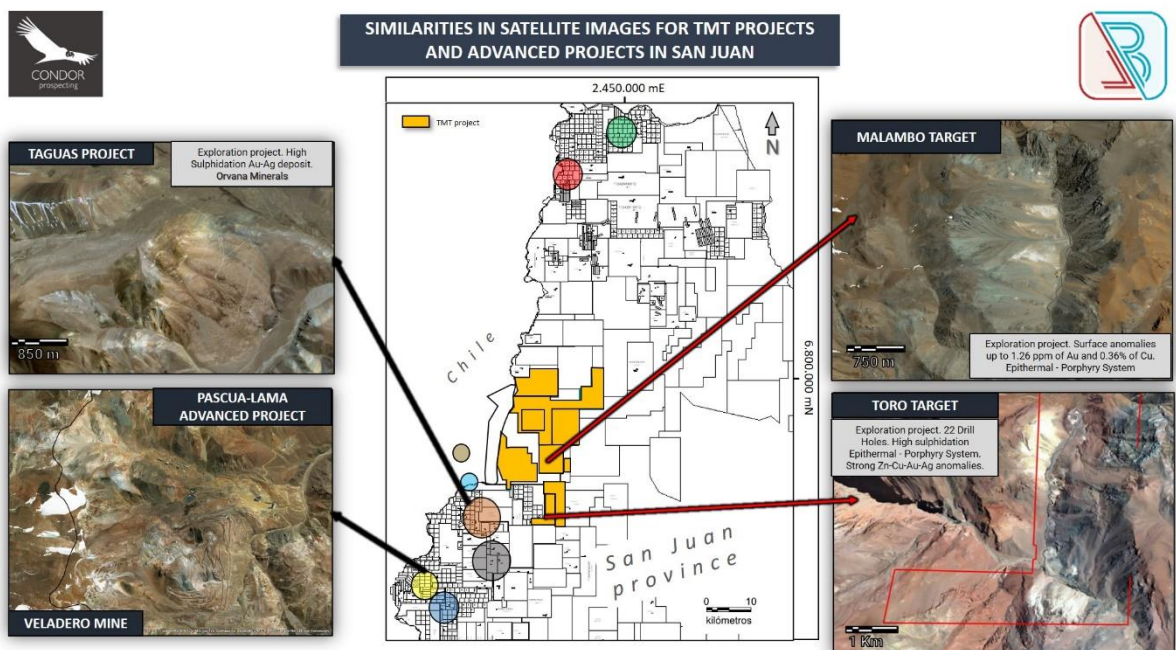 CONDOR
prospecting
SIMILARITIES IN SATELLITE IMAGES FOR TMT PROJECTS
AND ADVANCED PROJECTS IN SAN JUAN
2.450.000 mE
TMT project
N
6.800.000 mN
Chile
San Juan
province
0 10
kilómetros
TAGUAS PROJECT
Exploration project. High
Sulphidation Au-Ag deposit.
Orvana Minerals
850 m
PASCUA-LAMA
ADVANCED PROJECT
VELADERO MINE
MALAMBO TARGET
750 m
Exploration project. Surface anomalies
up to 1.26 ppm of Au and 0.36% of Cu.
Epithermal - Porphyry System
TORO TARGET
Exploration project. 22 Drill
Holes. High sulphidation
Epithermal - Porphyry System.
Strong Zn-Cu-Au-Ag anomalies.
1 Km